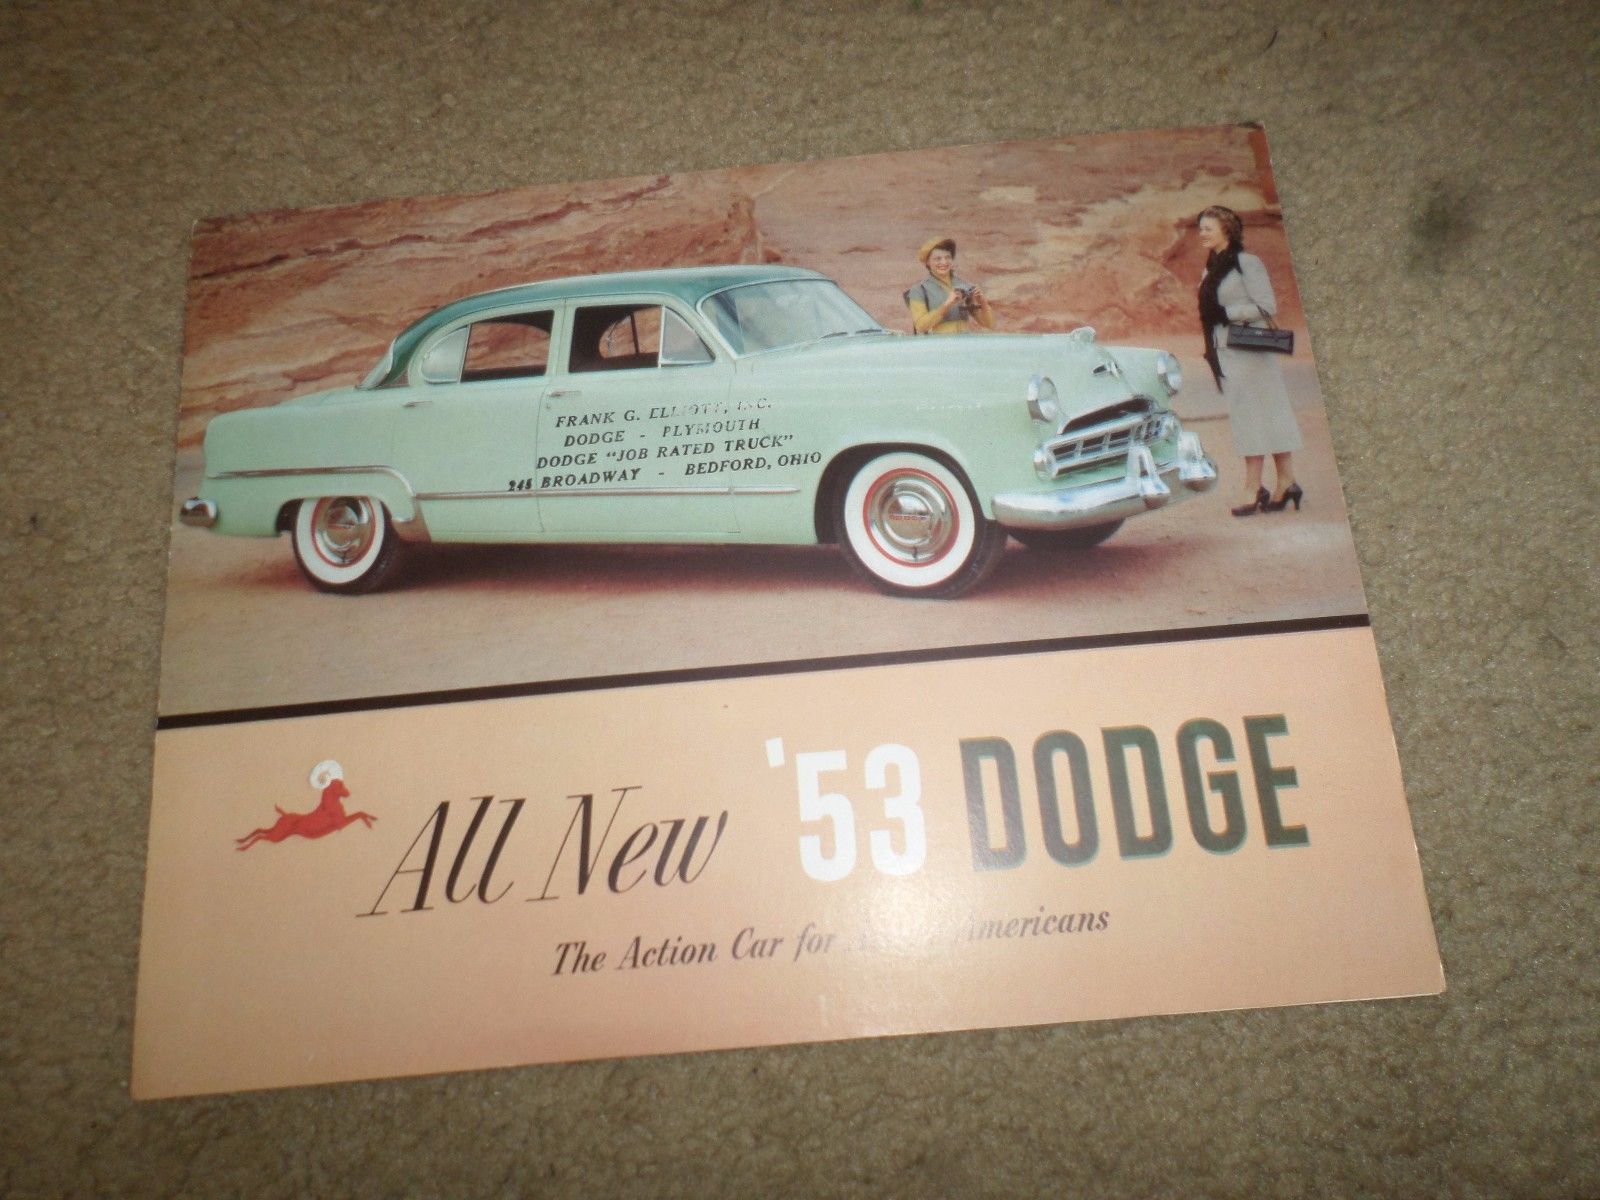 FRANK G. ELLIOTT, INC.
DODGE - PLYMOUTH
DODGE "JOB RATED TRUCK"
248 BROADWAY - BEDFORD, OHIO
All New '53 DODGE
The Action Car for Americans